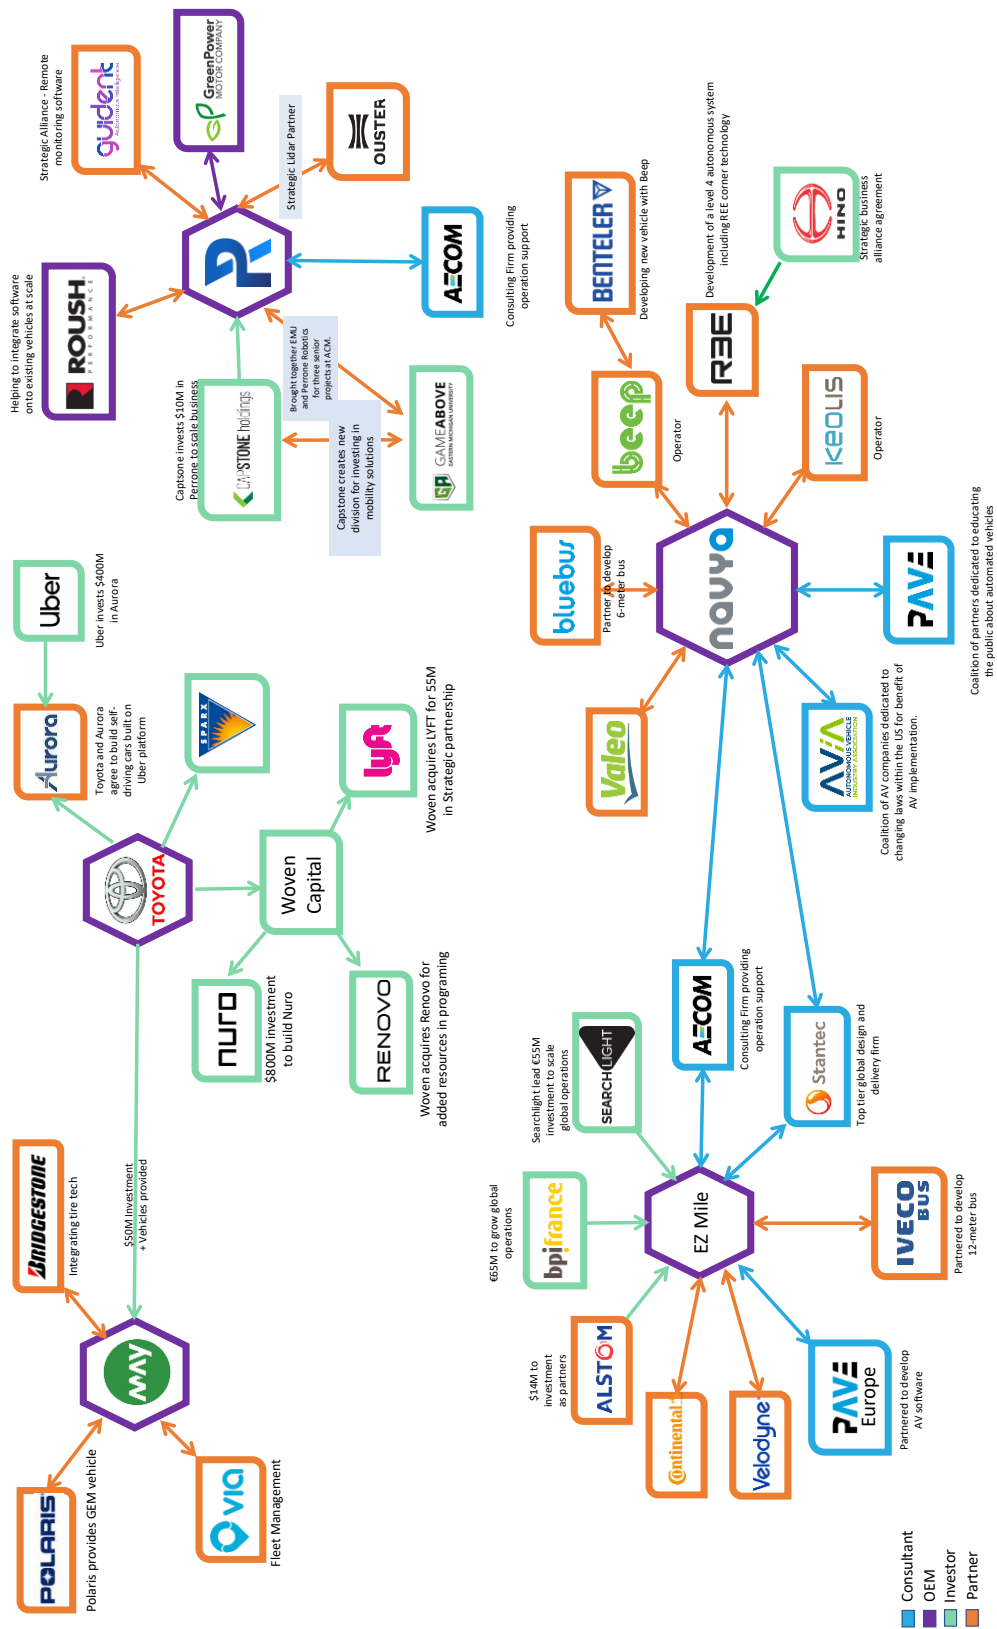 POLARIS
Polaris provides GEM vehicle
BRIDGESTONE
Integrating tire tech
MAY
VIA
Fleet Management
$50M Investment
+ Vehicles provided
TOYOTA
Aurora
Toyota and Aurora
agree to build self-
driving cars built on
Uber platform
Uber
Uber invests $400M
in Aurora
SPARX
Woven
Capital
nuro
$800M investment
to build Nuro
RENOVO
Woven acquires Renovo for
added resources in programing
lyft
Woven acquires LYFT for 55M
in Strategic partnership
Helping to integrate software
onto existing vehicles at scale
ROUSH
PERFORMANCE
Strategic Alliance - Remote
monitoring software
guident
Autonomous Intelligence
GreenPower
MOTOR COMPANY
Captsone invests $10M in
Perrone to scale business
CAPSTONE holdings
Strategic Lidar Partner
OUSTER
Brought together EMU
and Perrone Robotics
for three senior
projects at ACM.
Capstone creates new
division for investing in
mobility solutions
GA GAMEABOVE
EASTERN MICHIGAN UNIVERSITY
AECOM
Consulting Firm providing
operation support
$14M to
investment
as partners
ALSTOM
€65M to grow global
operations
bpifrance
Searchlight lead €55M
investment to scale
global operations
SEARCHLIGHT
Continental
EZ Mile
Velodyne
PAVE
Europe
Partnered to develop
AV software
IVECO
BUS
Partnered to develop
12-meter bus
AECOM
Consulting Firm providing
operation support
Stantec
Top tier global design and
delivery firm
Valeo
bluebus
Partner to develop
6-meter bus
beep
Operator
BENTELER
Developing new vehicle with Beep
navya
REE
Development of a level 4 autonomous system
including REE corner technology
HINO
Strategic business
alliance agreement
KEOLIS
Operator
AVIA
AUTONOMOUS VEHICLE
INDUSTRY ASSOCIATION
Coalition of AV companies dedicated to
changing laws within the US for benefit of
AV implementation.
PAVE
Coalition of partners dedicated to educating
the public about automated vehicles
Consultant
OEM
Investor
Partner